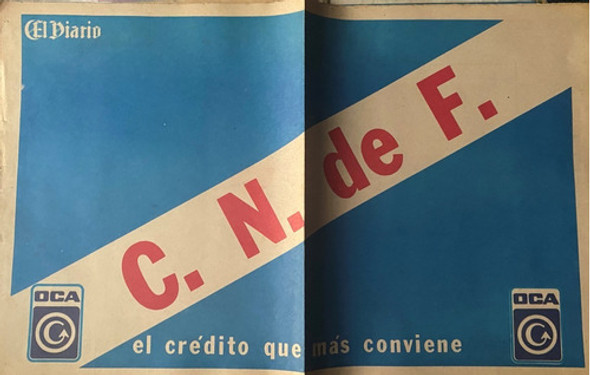 El Diario
C. N. de F.
OCA
OCA
el crédito que más conviene